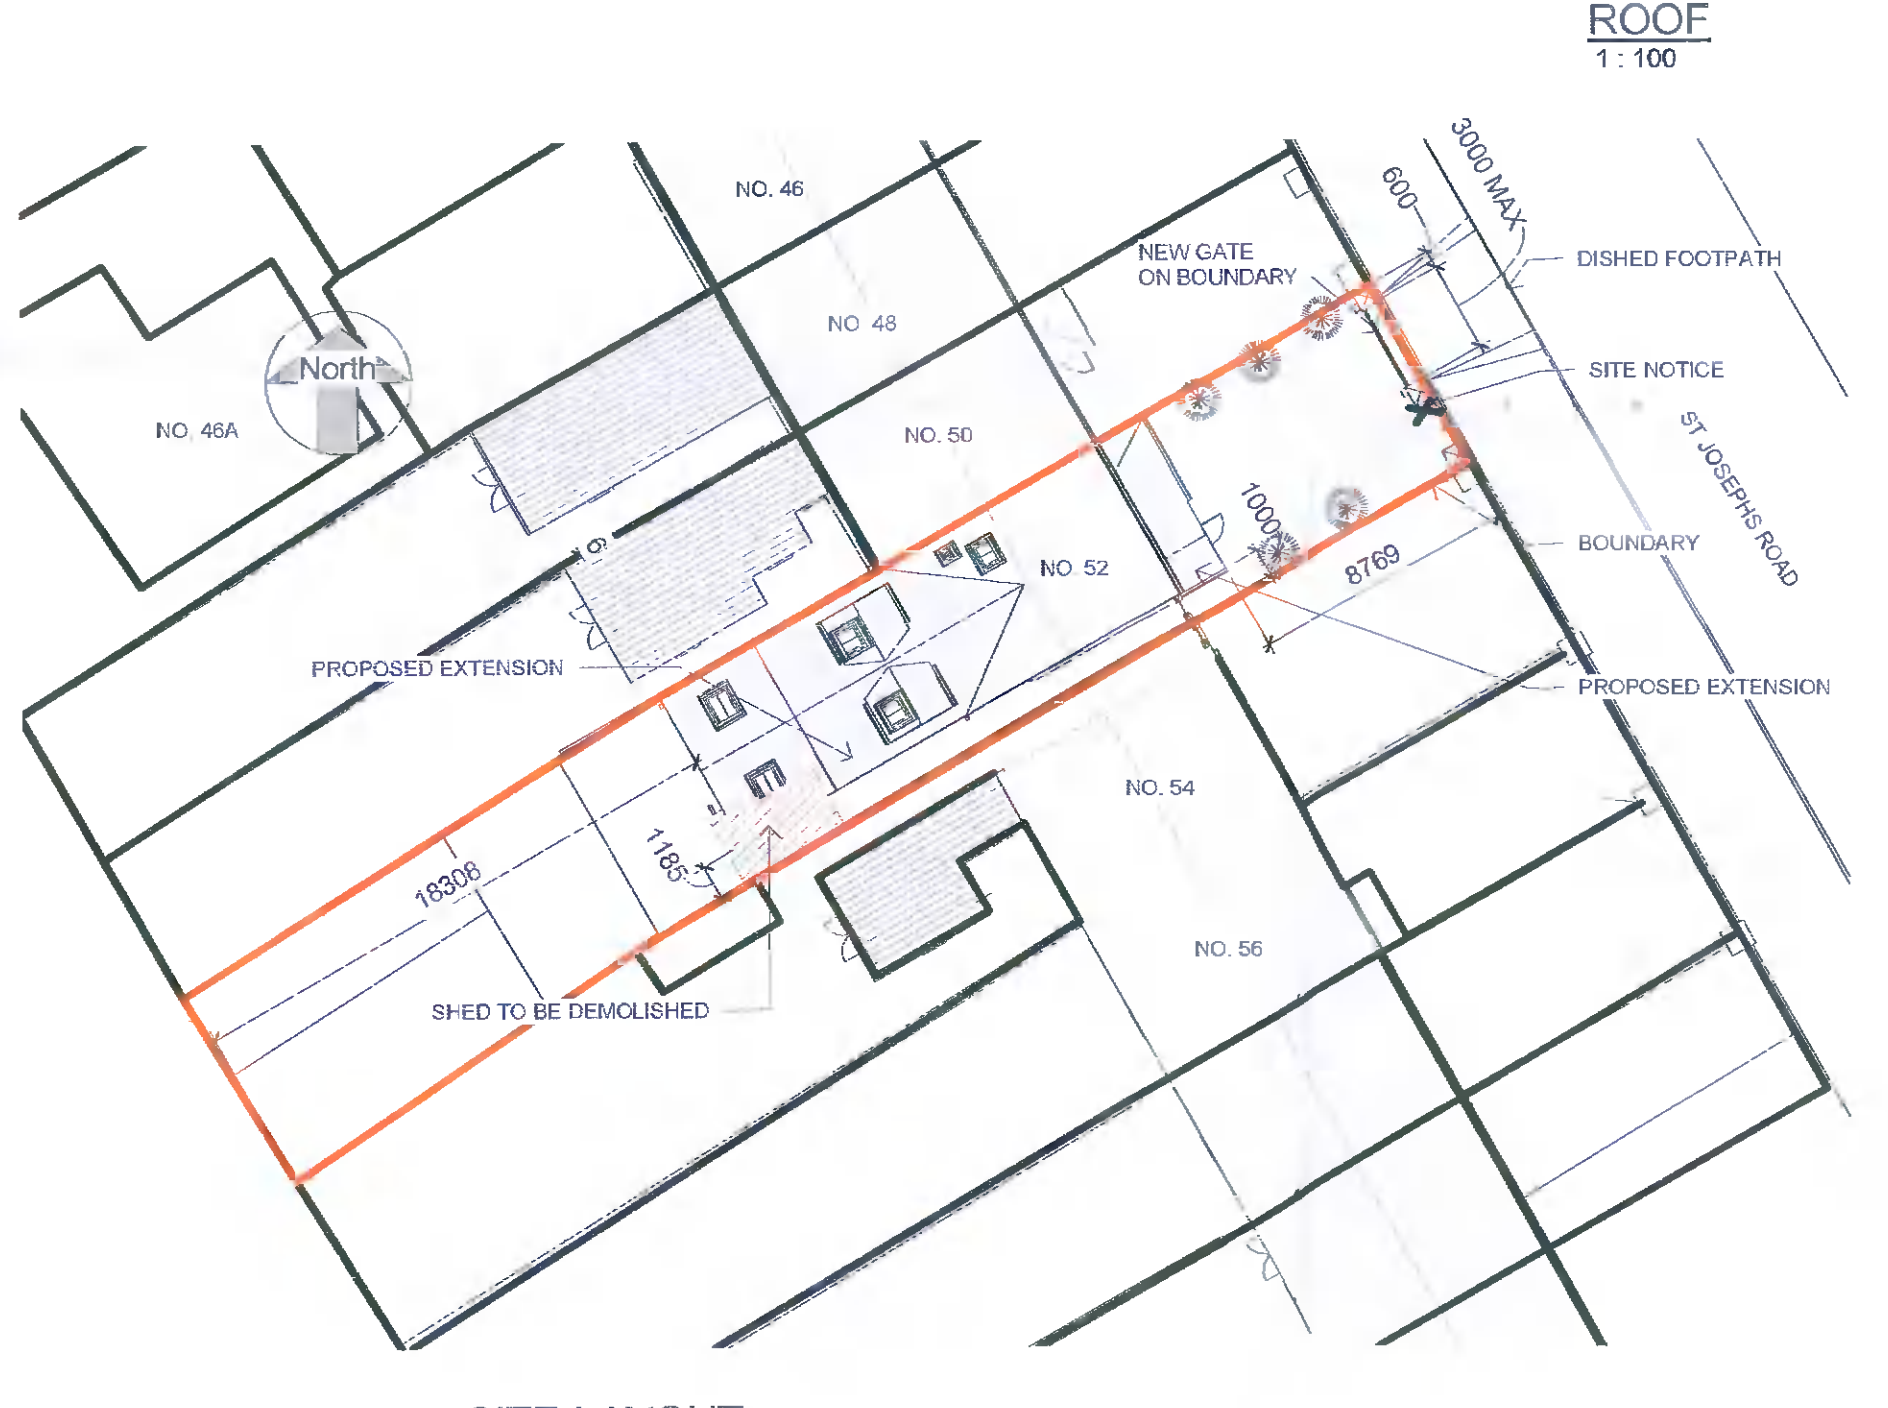 ROOF
1 : 100
3000 MAX
600
NO. 46
NEW GATE
ON BOUNDARY
DISHED FOOTPATH
NO 48
North
SITE NOTICE
NO. 46A
NO. 50
ST JOSEPHS ROAD
1000
BOUNDARY
NO. 52
8769
PROPOSED EXTENSION
PROPOSED EXTENSION
NO. 54
1185
18308
NO. 56
SHED TO BE DEMOLISHED